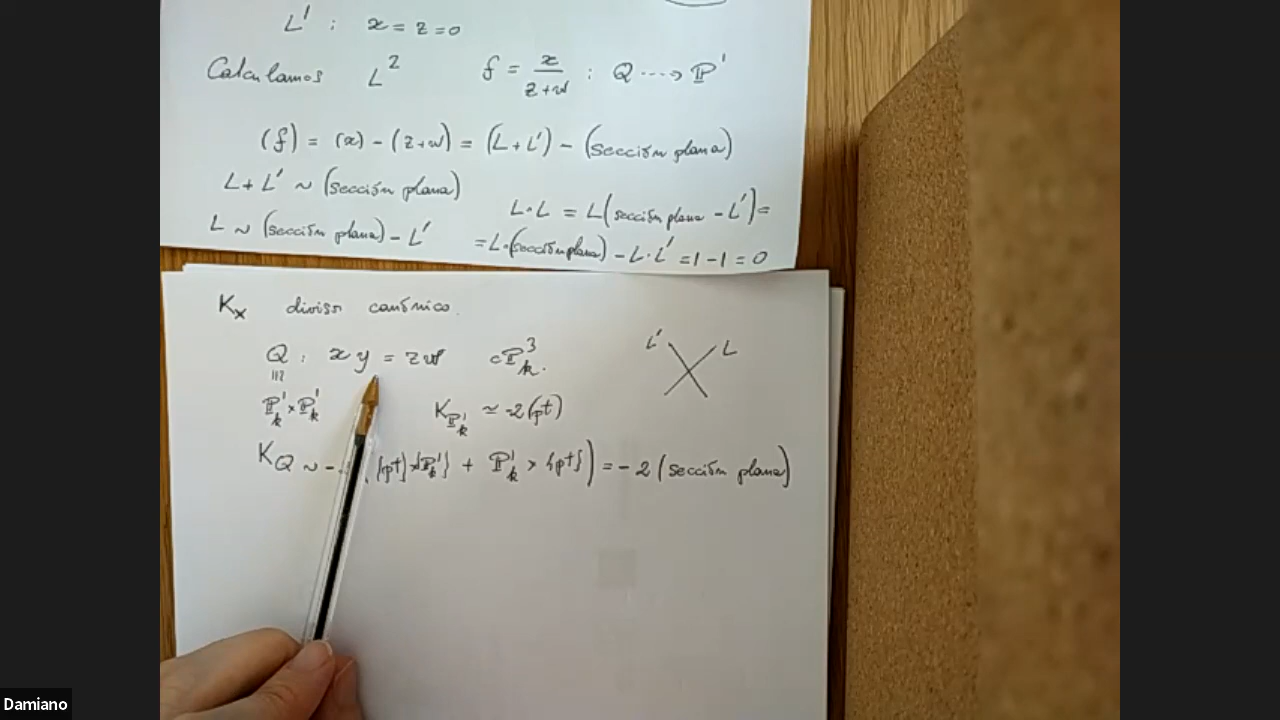 L' : x = z = 0
Calculamos L² f = x/(z+w) : Q ⇢ ℙ¹
(f) = (x) - (z+w) = (L+L') - (sección plana)
L+L' ~ (sección plana)
L ~ (sección plana) - L'
L·L = L(sección plana - L') =
= L·(sección plana) - L·L' = 1-1 = 0
K_X divisor canónico.
Q : xy = zw ⊂ ℙ³_k.
L' L
≅
ℙ¹_k × ℙ¹_k K_{ℙ¹_k} ≃ -2(pt)
K_Q ~ - ({pt}×ℙ¹_k} + ℙ¹_k × {pt}) = -2(sección plana)
Damiano